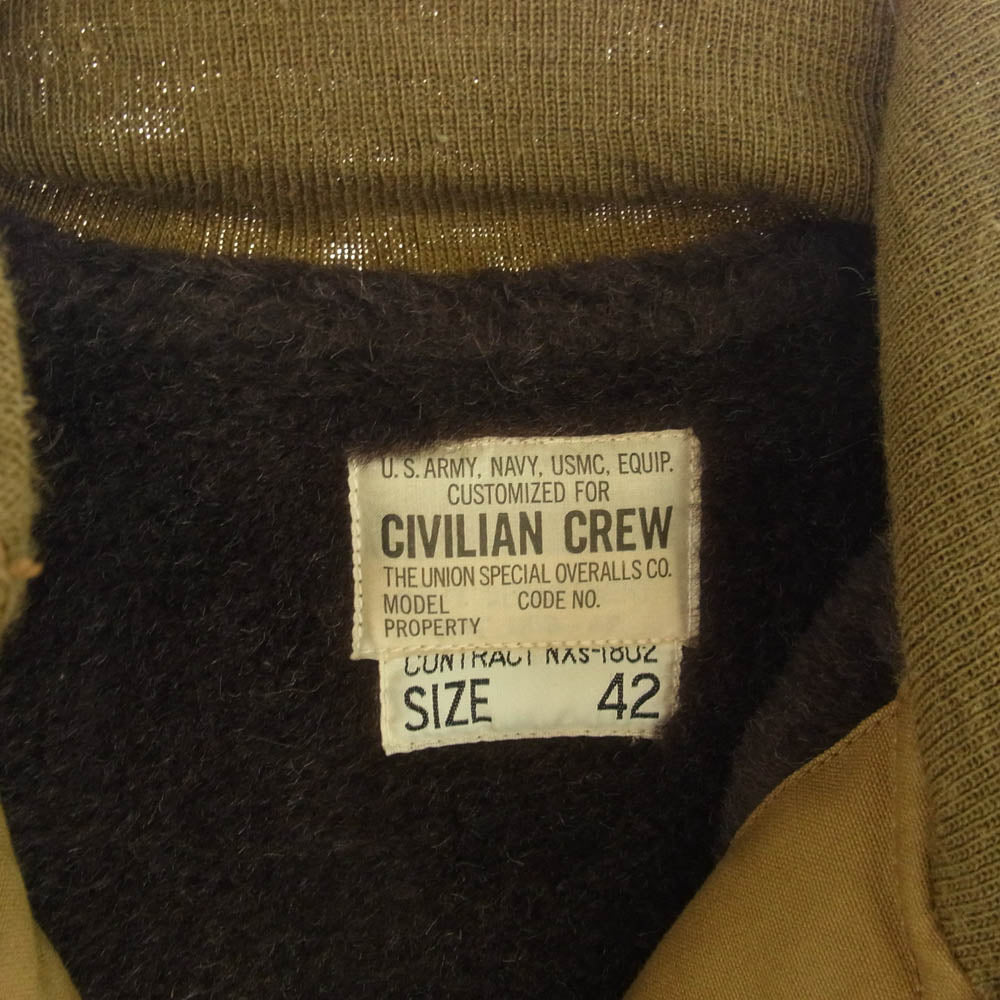 U. S. ARMY, NAVY, USMC, EQUIP.
CUSTOMIZED FOR
CIVILIAN CREW
THE UNION SPECIAL OVERALLS CO.
MODEL CODE NO.
PROPERTY
CONTRACT NXs-1802
SIZE 42